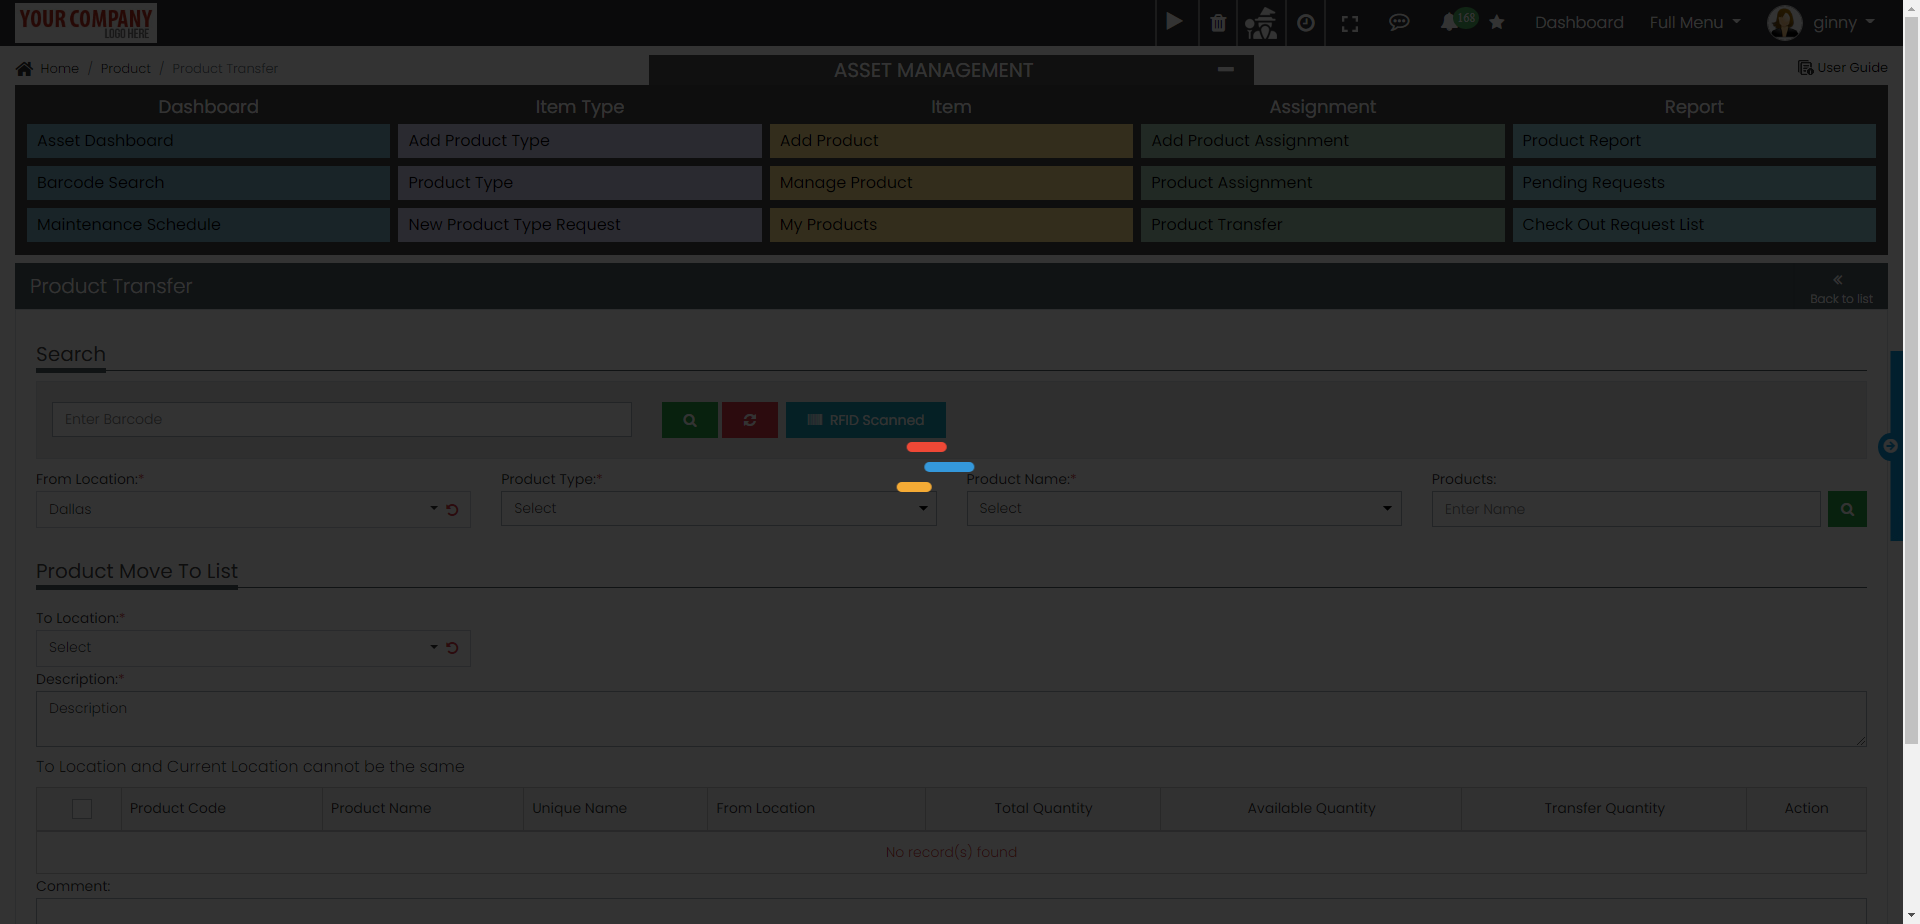 YOUR COMPANY
LOGO HERE
168
Dashboard
Full Menu
ginny
Home / Product / Product Transfer
ASSET MANAGEMENT
User Guide
Dashboard
Item Type
Item
Assignment
Report
Asset Dashboard
Add Product Type
Add Product
Add Product Assignment
Product Report
Barcode Search
Product Type
Manage Product
Product Assignment
Pending Requests
Maintenance Schedule
New Product Type Request
My Products
Product Transfer
Check Out Request List
Product Transfer
Back to list
Search
Enter Barcode
RFID Scanned
From Location:*
Product Type:*
Product Name:*
Products:
Dallas
Select
Select
Enter Name
Product Move To List
To Location:*
Select
Description:*
Description
To Location and Current Location cannot be the same
Product Code
Product Name
Unique Name
From Location
Total Quantity
Available Quantity
Transfer Quantity
Action
No record(s) found
Comment: